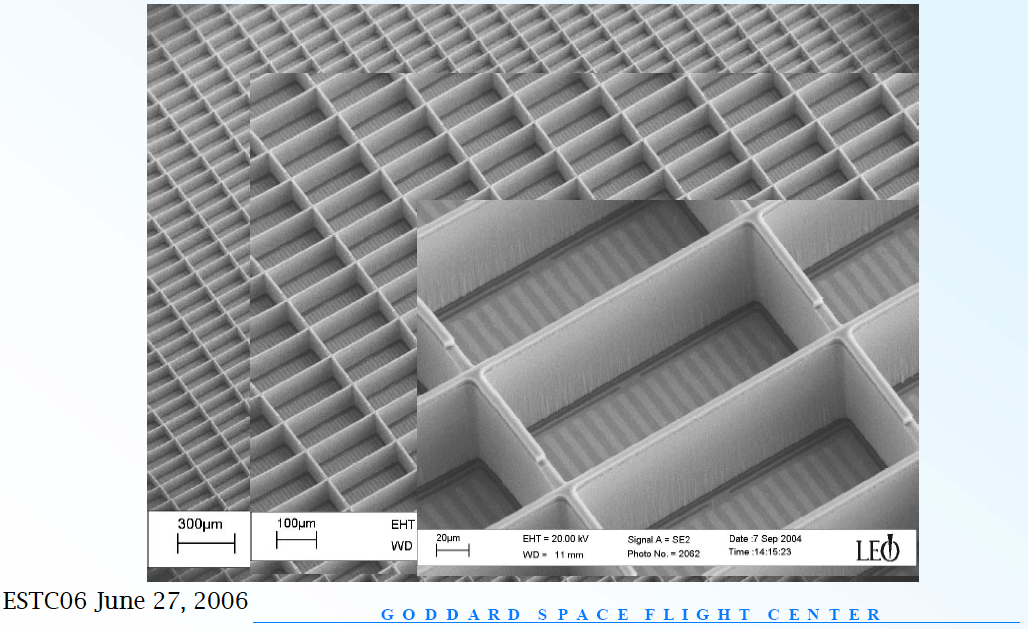 300µm
100µm
EHT
WD
20µm
EHT = 20.00 kV
WD = 11 mm
Signal A = SE2
Photo No. = 2062
Date :7 Sep 2004
Time :14:15:23
LEO
ESTC06 June 27, 2006
GODDARD SPACE FLIGHT CENTER